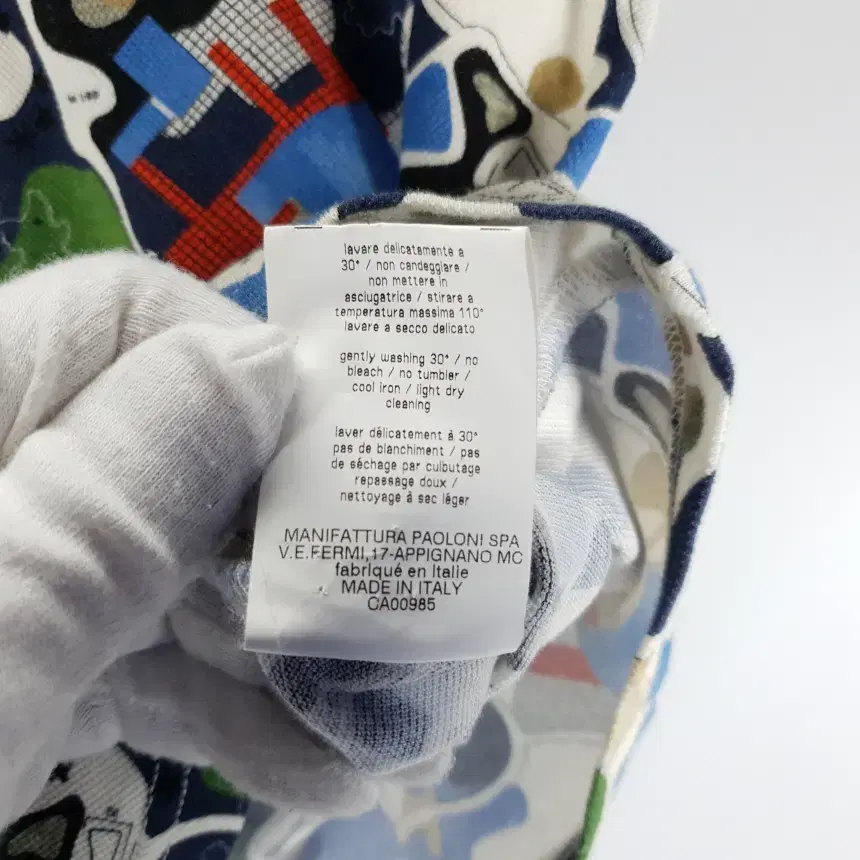 lavare delicatamente a
30° / non candeggiare /
non mettere in
asciugatrice / stirare a
temperatura massima 110°
lavare a secco delicato
gently washing 30° / no
bleach / no tumbler /
cool iron / light dry
cleaning
laver délicatement à 30°
pas de blanchiment / pas
de séchage par culbutage
repassage doux /
nettoyage à sec léger
MANIFATTURA PAOLONI SPA
V.E.FERMI,17-APPIGNANO MC
fabriqué en Italie
MADE IN ITALY
CA00985